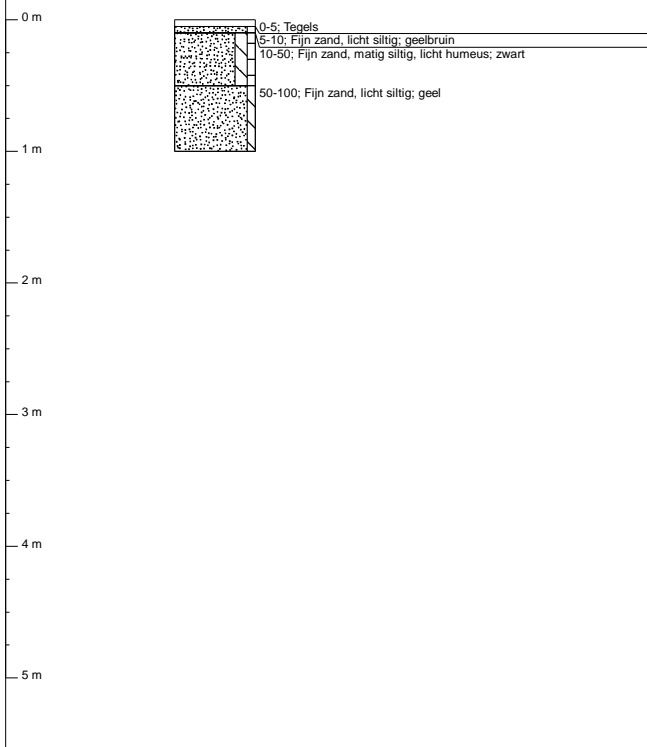 0 m
0-5; Tegels
5-10; Fijn zand, licht siltig; geelbruin
10-50; Fijn zand, matig siltig, licht humeus; zwart
50-100; Fijn zand, licht siltig; geel
1 m
2 m
3 m
4 m
5 m